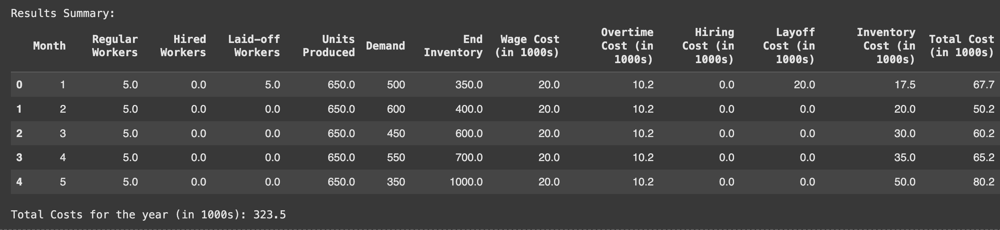 Results Summary:
Month Regular Workers Hired Workers Laid-off Workers Units Produced Demand End Inventory Wage Cost (in 1000s) Overtime Cost (in 1000s) Hiring Cost (in 1000s) Layoff Cost (in 1000s) Inventory Cost (in 1000s) Total Cost (in 1000s)
0 1 5.0 0.0 5.0 650.0 500 350.0 20.0 10.2 0.0 20.0 17.5 67.7
1 2 5.0 0.0 0.0 650.0 600 400.0 20.0 10.2 0.0 0.0 20.0 50.2
2 3 5.0 0.0 0.0 650.0 450 600.0 20.0 10.2 0.0 0.0 30.0 60.2
3 4 5.0 0.0 0.0 650.0 550 700.0 20.0 10.2 0.0 0.0 35.0 65.2
4 5 5.0 0.0 0.0 650.0 350 1000.0 20.0 10.2 0.0 0.0 50.0 80.2
Total Costs for the year (in 1000s): 323.5